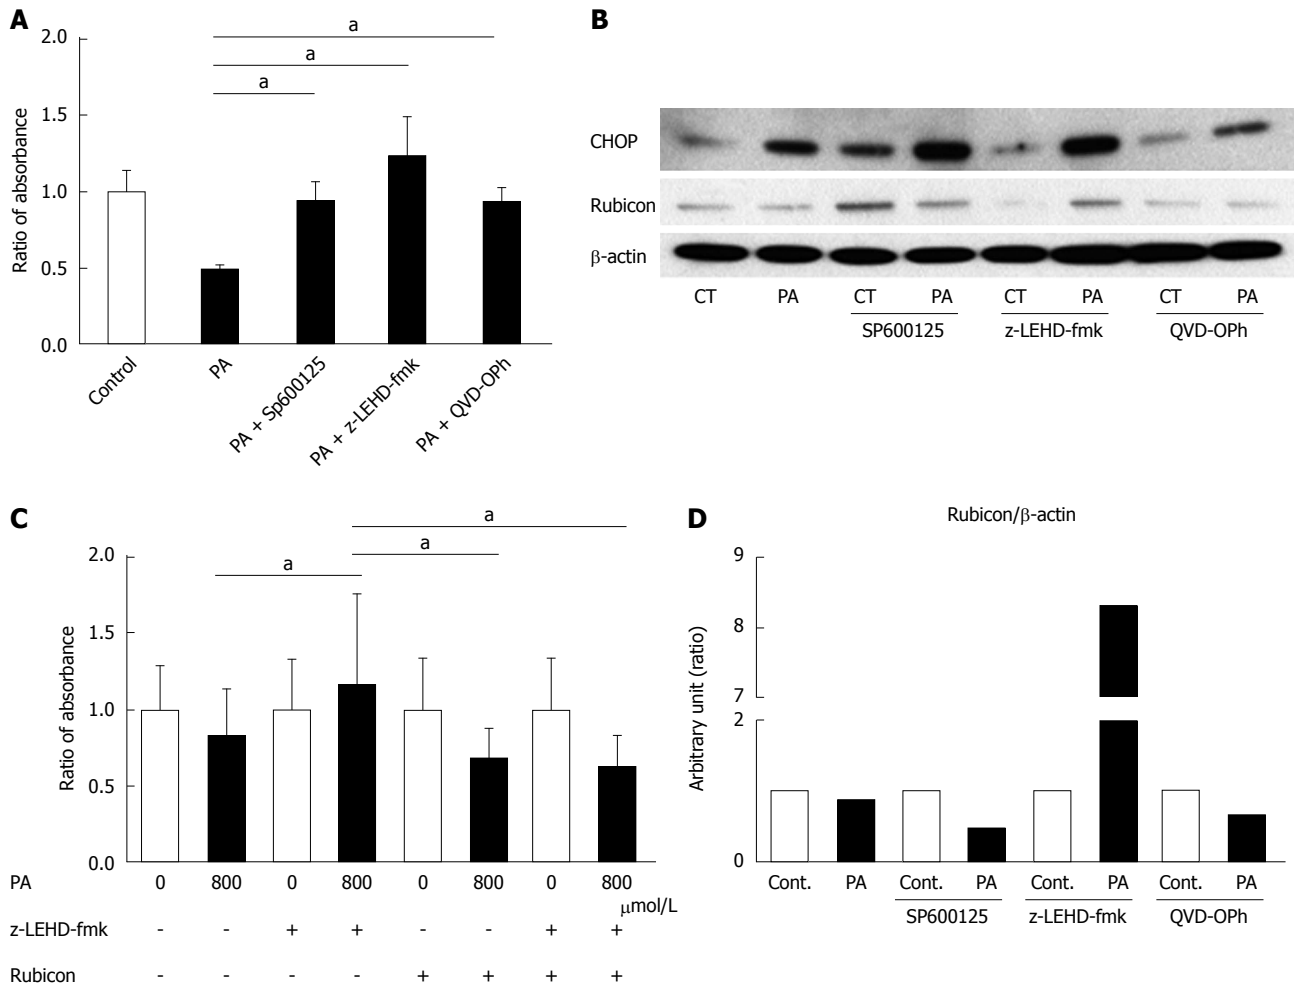 A
2.0
1.5
1.0
0.5
0.0
Ratio of absorbance
a
a
a
Control
PA
PA + Sp600125
PA + z-LEHD-fmk
PA + QVD-OPh
B
CHOP
Rubicon
β-actin
CT PA CT PA CT PA CT PA
SP600125 z-LEHD-fmk QVD-OPh
C
2.0
1.5
1.0
0.5
0.0
Ratio of absorbance
a
a
a
PA 0 800 0 800 0 800 0 800
μmol/L
z-LEHD-fmk - - + + - - + +
Rubicon - - - - + + + +
D
Rubicon/β-actin
9
8
7
2
0
Arbitrary unit (ratio)
Cont. PA Cont. PA Cont. PA Cont. PA
SP600125 z-LEHD-fmk QVD-OPh